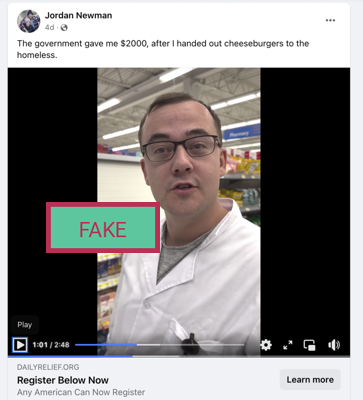 Jordan Newman
4d ·
The government gave me $2000, after I handed out cheeseburgers to the
homeless.
Pharmacy
FAKE
Play
1:01 / 2:48
DAILYRELIEF.ORG
Register Below Now
Any American Can Now Register
Learn more